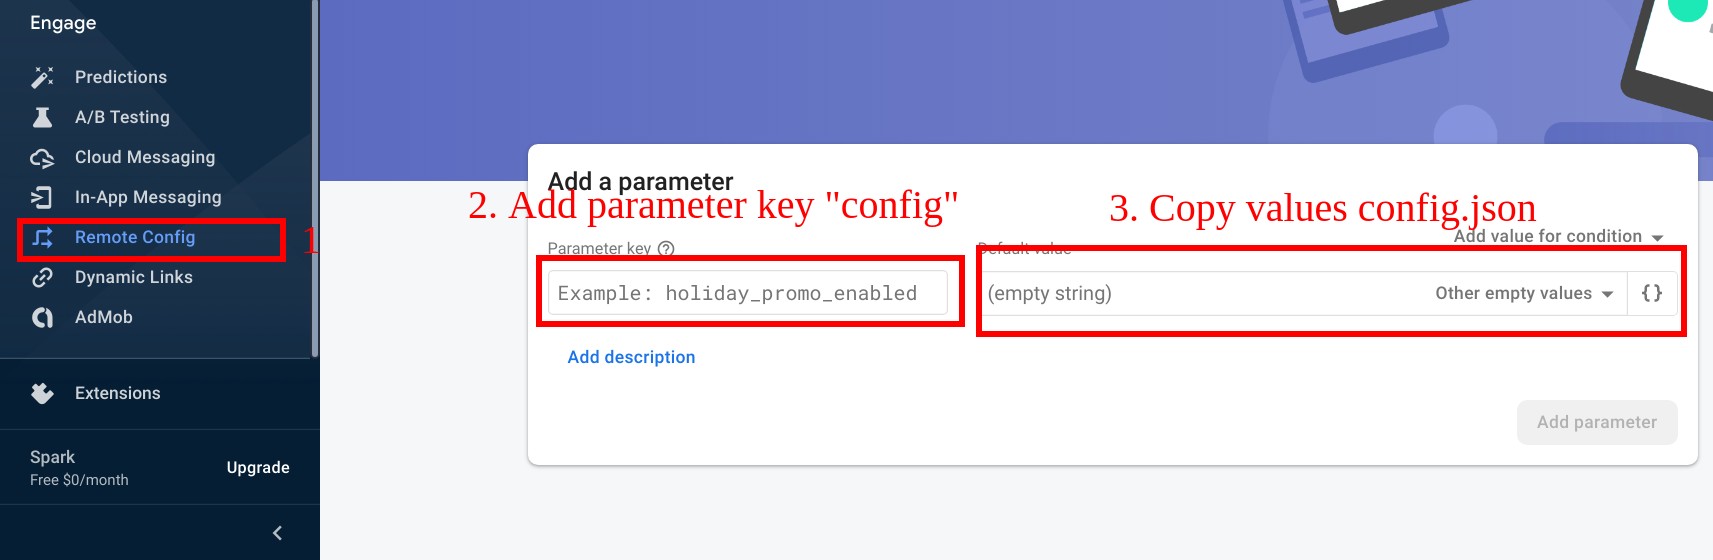 Engage
Predictions
A/B Testing
Cloud Messaging
In-App Messaging
Remote Config
1
Dynamic Links
AdMob
Extensions
Spark
Free $0/month
Upgrade
Add a parameter
2. Add parameter key "config"
3. Copy values config.json
Add value for condition
Parameter key
Default value
Example: holiday_promo_enabled
(empty string)
Other empty values
{}
Add description
Add parameter